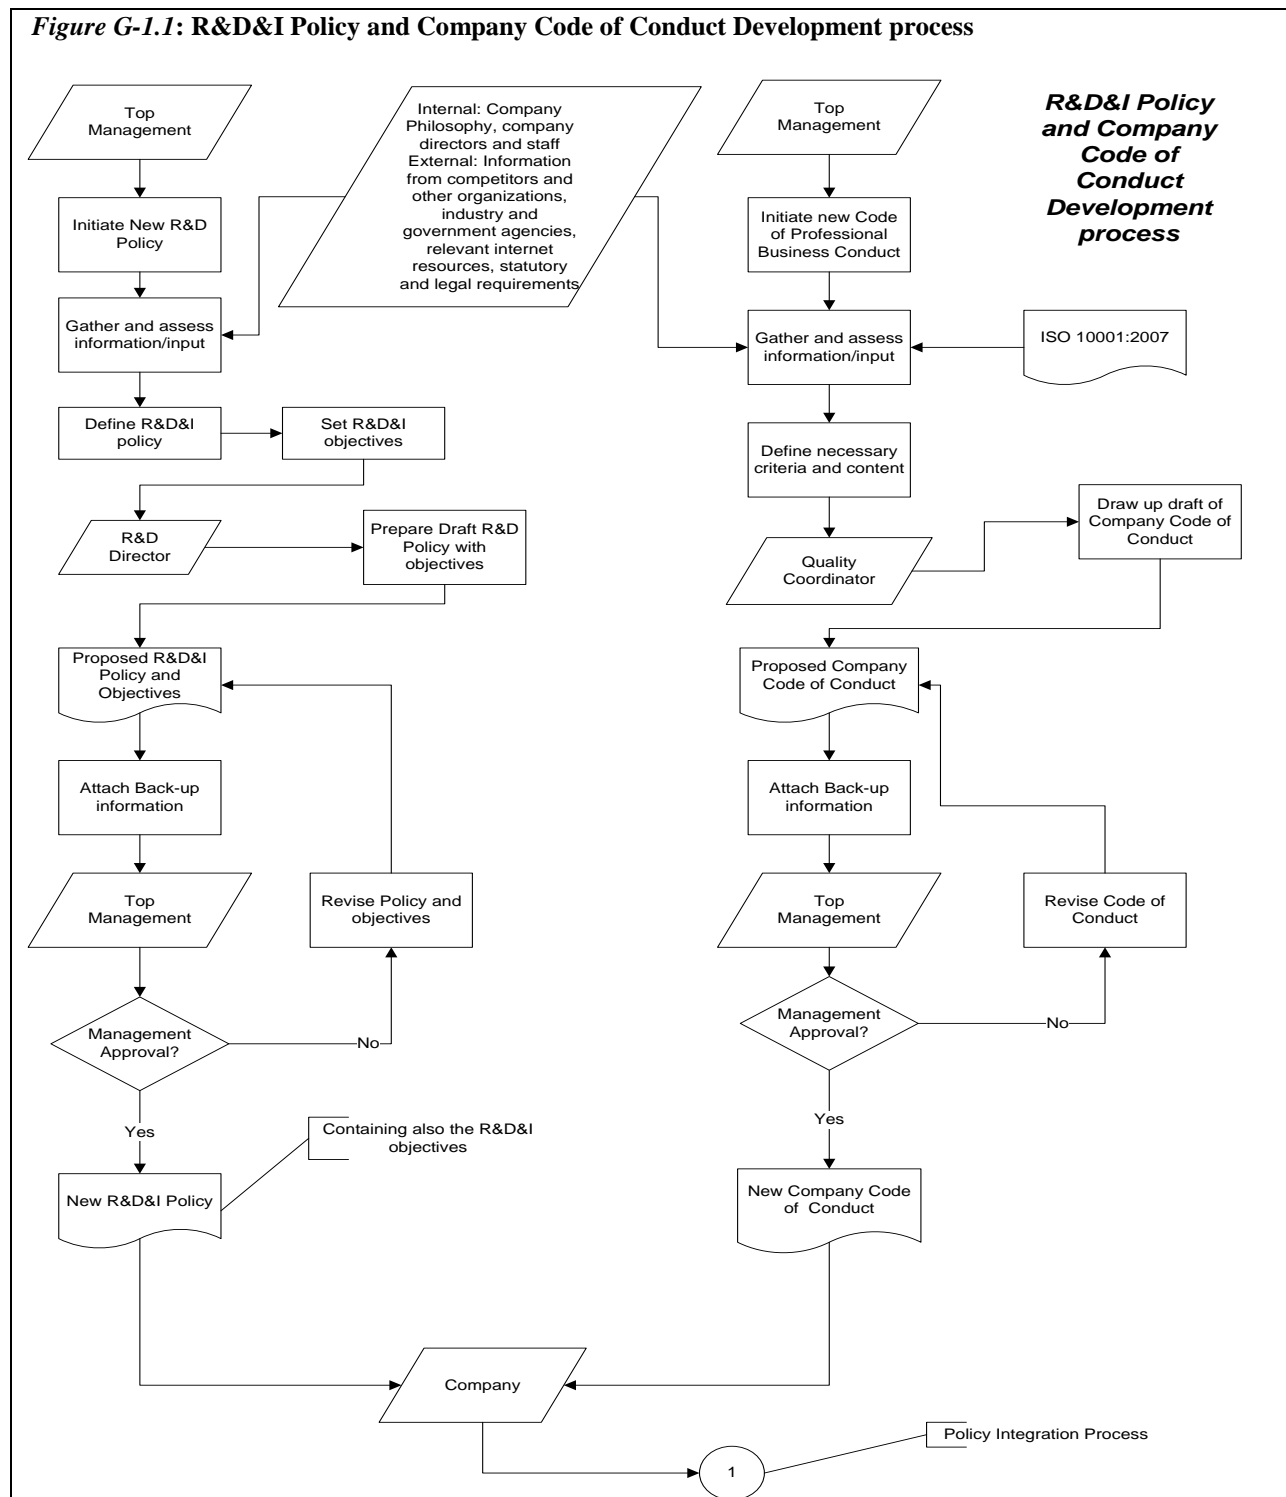 Figure G-1.1: R&D&I Policy and Company Code of Conduct Development process
Top
Management
Internal: Company
Philosophy, company
directors and staff
External: Information
from competitors and
other organizations,
industry and
government agencies,
relevant internet
resources, statutory
and legal requirements
Top
Management
R&D&I Policy
and Company
Code of
Conduct
Development
process
Initiate New R&D
Policy
Initiate new Code
of Professional
Business Conduct
Gather and assess
information/input
Gather and assess
information/input
ISO 10001:2007
Define R&D&I
policy
Set R&D&I
objectives
Define necessary
criteria and content
R&D
Director
Prepare Draft R&D
Policy with
objectives
Quality
Coordinator
Draw up draft of
Company Code of
Conduct
Proposed R&D&I
Policy and
Objectives
Proposed Company
Code of Conduct
Attach Back-up
information
Attach Back-up
information
Top
Management
Revise Policy and
objectives
Top
Management
Revise Code of
Conduct
Management
Approval?
No
Management
Approval?
No
Yes
Containing also the R&D&I
objectives
Yes
New R&D&I Policy
New Company Code
of Conduct
Company
Policy Integration Process
1